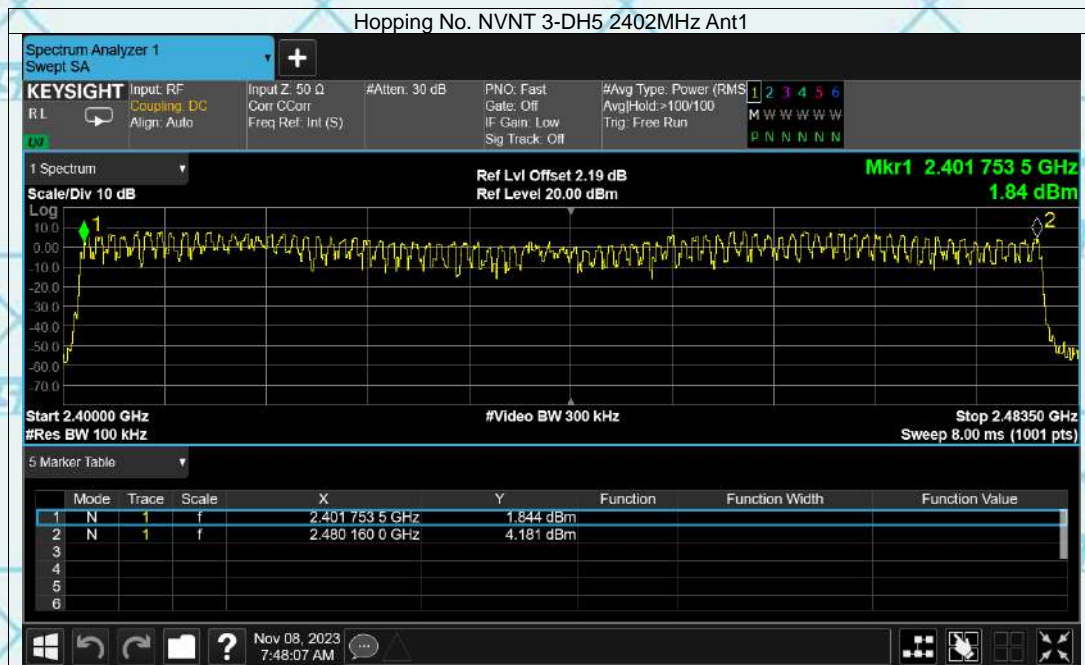 Hopping No. NVNT 3-DH5 2402MHz Ant1
Spectrum Analyzer 1
Swept SA
+
KEYSIGHT Input: RF Input Z: 50 Ω #Atten: 30 dB PNO: Fast #Avg Type: Power (RMS 1 2 3 4 5 6
RL Coupling: DC Corr CCorr Gate: Off Avg|Hold:>100/100 M W W W W W
Align: Auto Freq Ref: Int (S) IF Gain: Low Trig: Free Run
LXI Sig Track: Off P N N N N N
1 Spectrum Ref Lvl Offset 2.19 dB Mkr1 2.401 753 5 GHz
Scale/Div 10 dB Ref Level 20.00 dBm 1.84 dBm
Log
10.0 1 2
0.00
-10.0
-20.0
-30.0
-40.0
-50.0
-60.0
-70.0
Start 2.40000 GHz #Video BW 300 kHz Stop 2.48350 GHz
#Res BW 100 kHz Sweep 8.00 ms (1001 pts)
5 Marker Table
Mode Trace Scale X Y Function Function Width Function Value
1 N 1 f 2.401 753 5 GHz 1.844 dBm
2 N 1 f 2.480 160 0 GHz 4.181 dBm
3
4
5
6
? Nov 08, 2023
7:48:07 AM